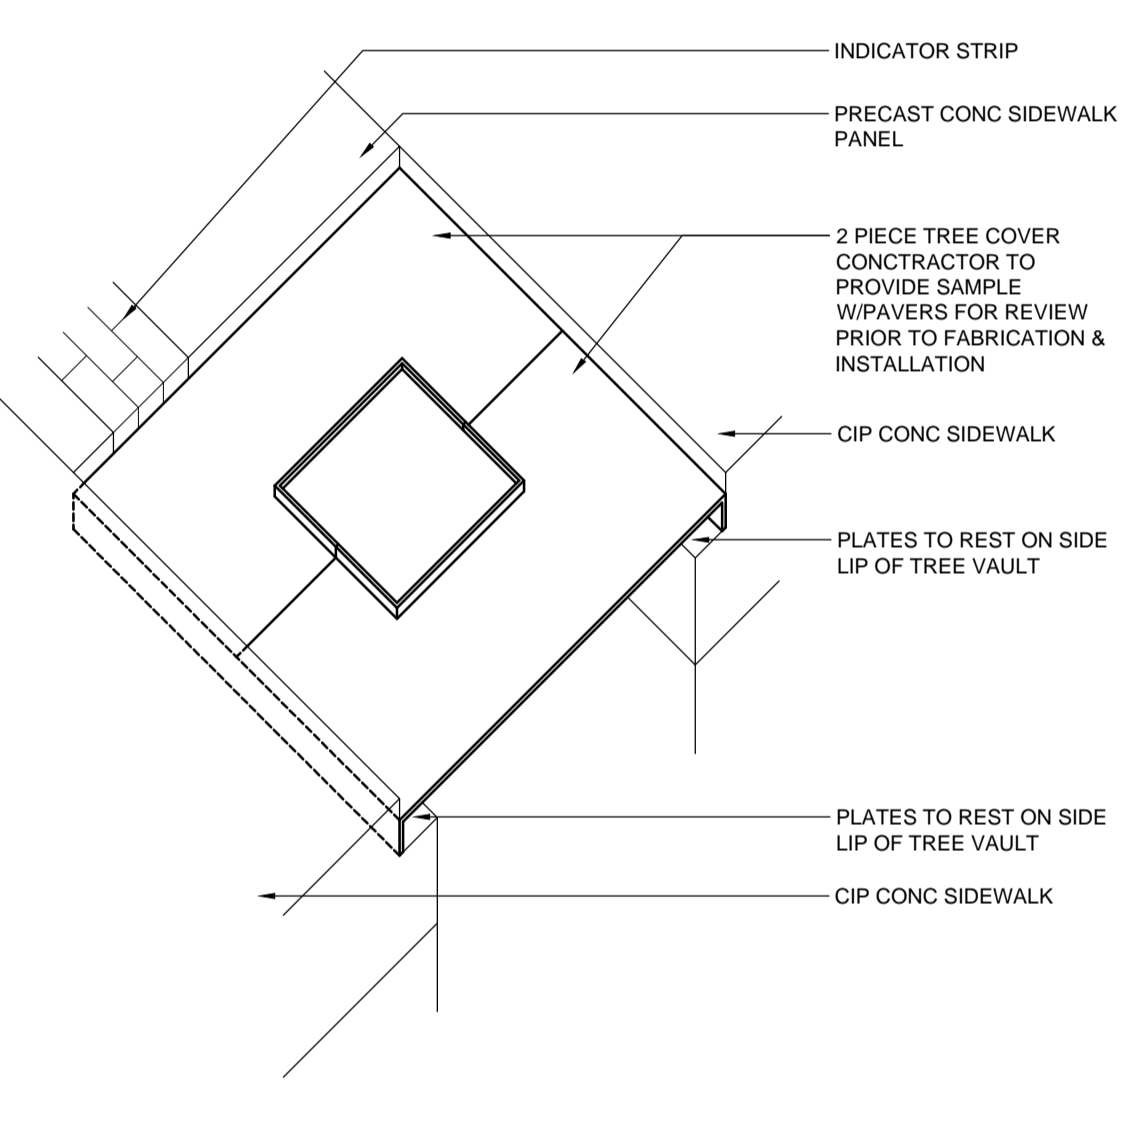 INDICATOR STRIP
PRECAST CONC SIDEWALK
PANEL
2 PIECE TREE COVER
CONCTRACTOR TO
PROVIDE SAMPLE
W/PAVERS FOR REVIEW
PRIOR TO FABRICATION &
INSTALLATION
CIP CONC SIDEWALK
PLATES TO REST ON SIDE
LIP OF TREE VAULT
PLATES TO REST ON SIDE
LIP OF TREE VAULT
CIP CONC SIDEWALK